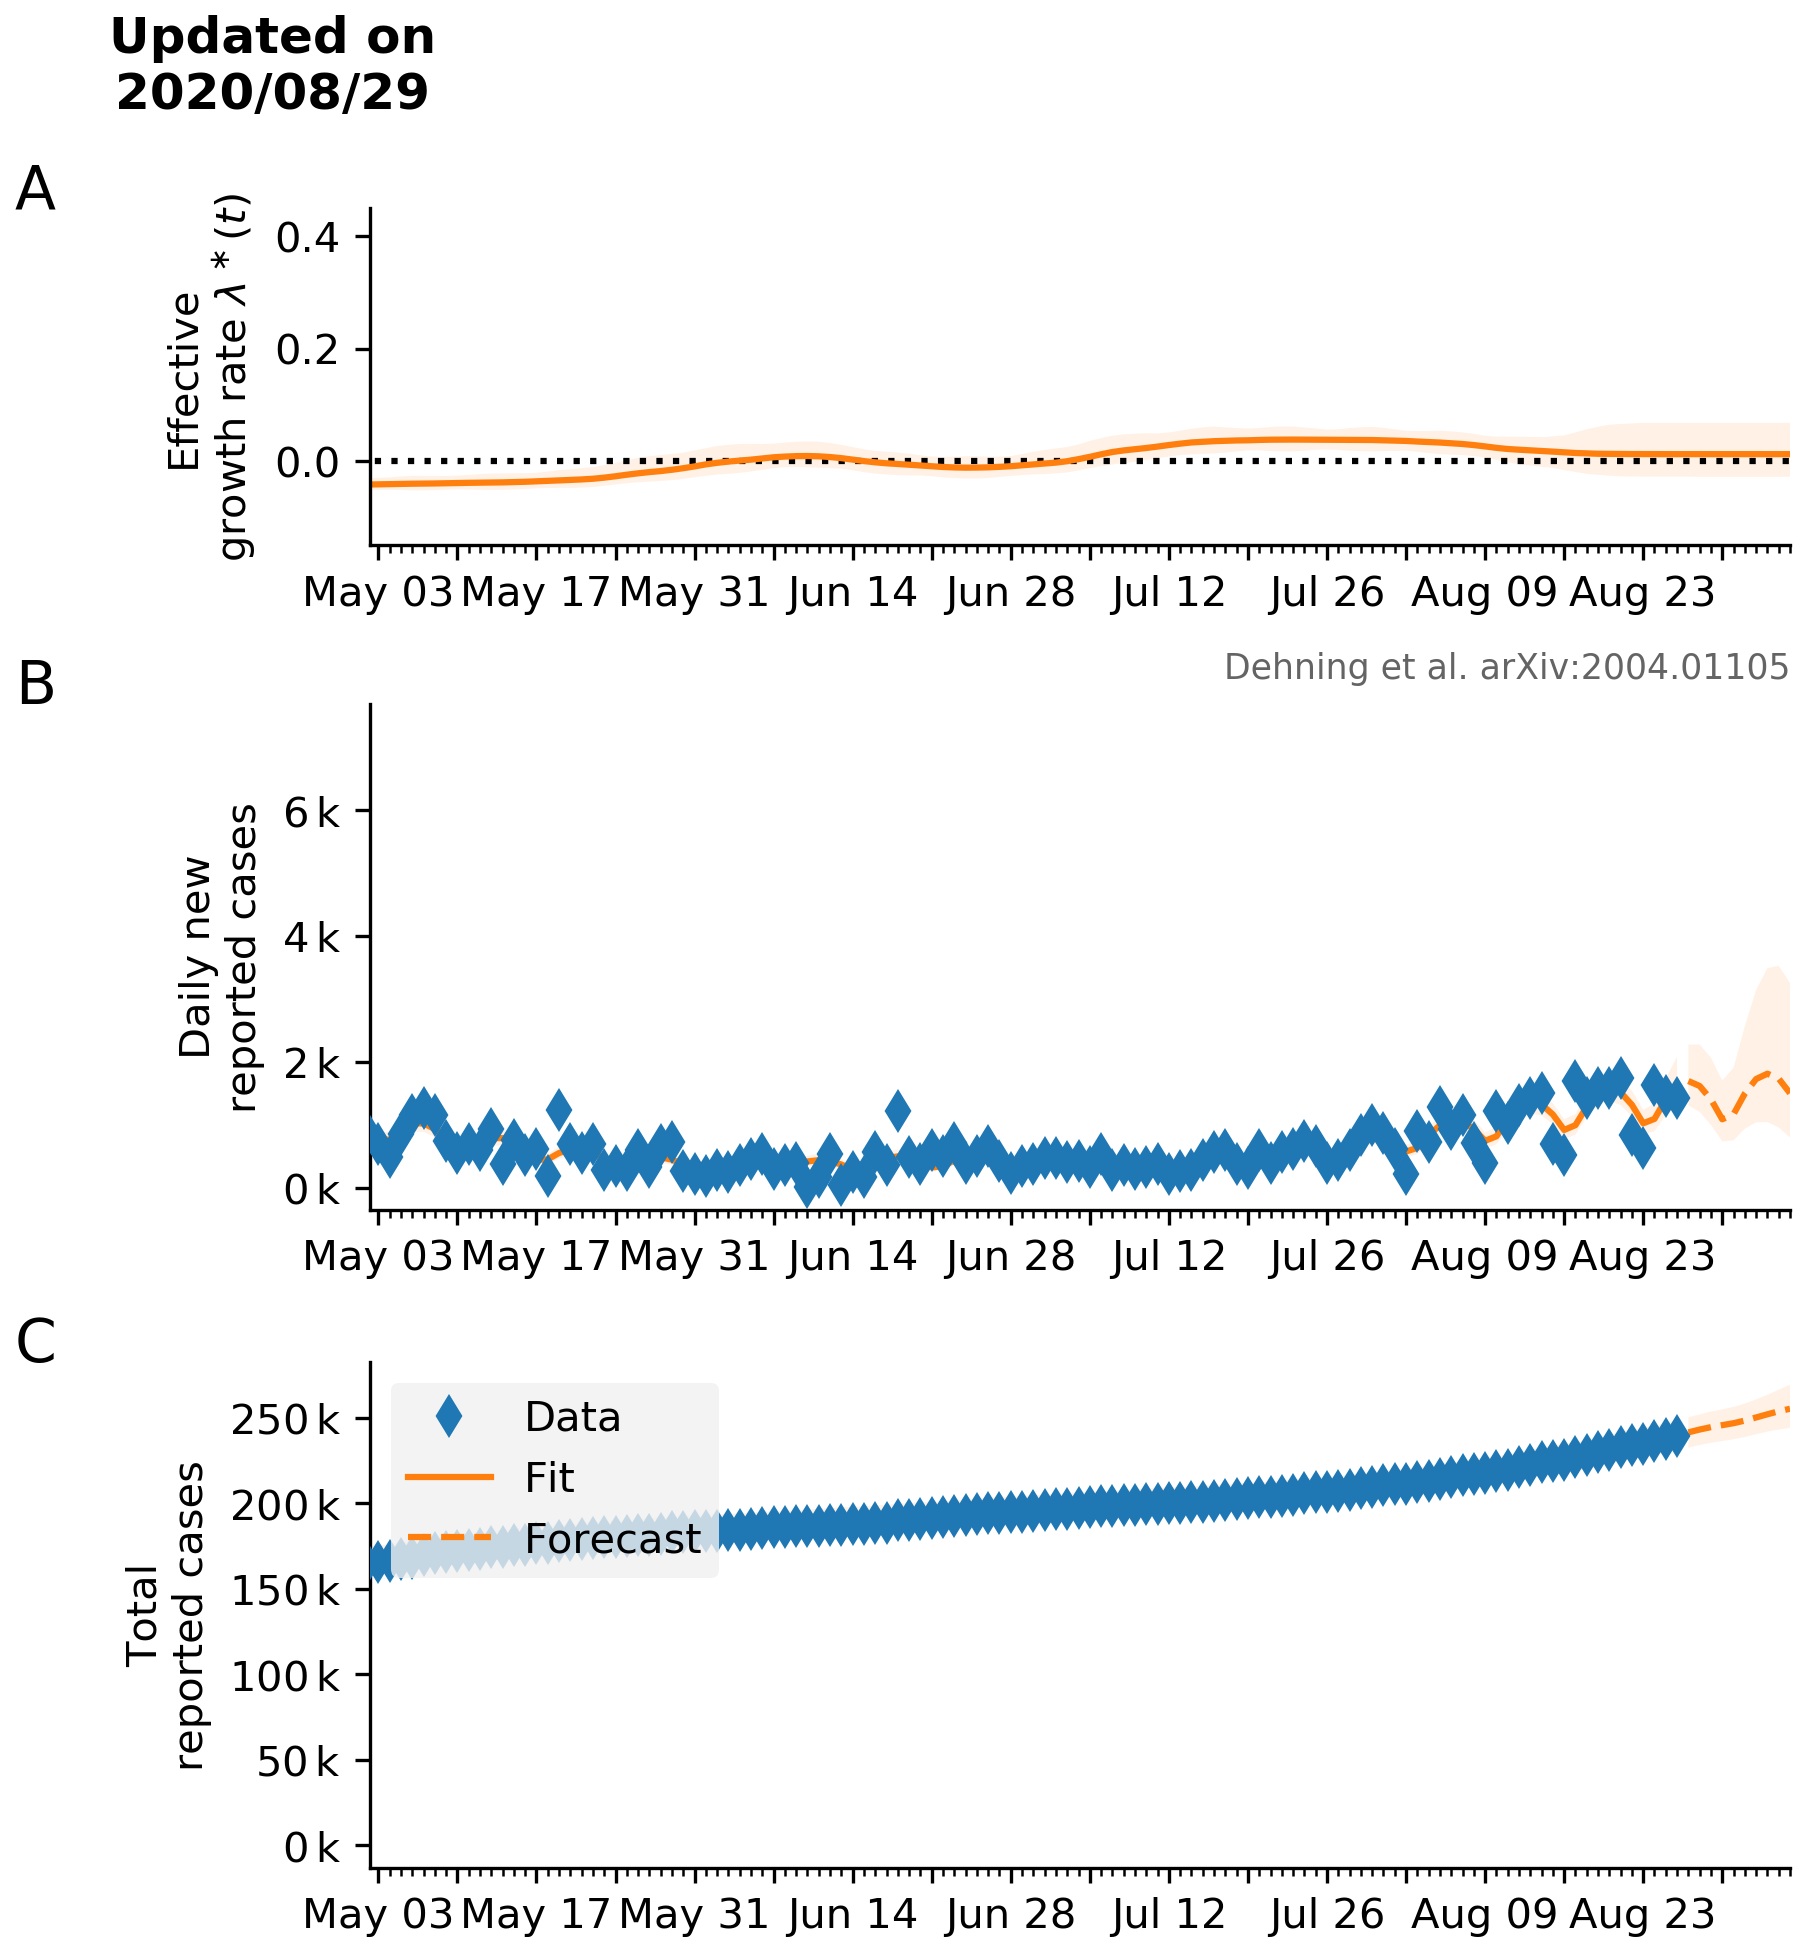 Updated on
2020/08/29
A
Effective
growth rate λ * (t)
0.4
0.2
0.0
May 03 May 17 May 31 Jun 14 Jun 28 Jul 12 Jul 26 Aug 09 Aug 23
B
Dehning et al. arXiv:2004.01105
Daily new
reported cases
6 k
4 k
2 k
0 k
May 03 May 17 May 31 Jun 14 Jun 28 Jul 12 Jul 26 Aug 09 Aug 23
C
Total
reported cases
250 k
200 k
150 k
100 k
50 k
0 k
Data
Fit
Forecast
May 03 May 17 May 31 Jun 14 Jun 28 Jul 12 Jul 26 Aug 09 Aug 23